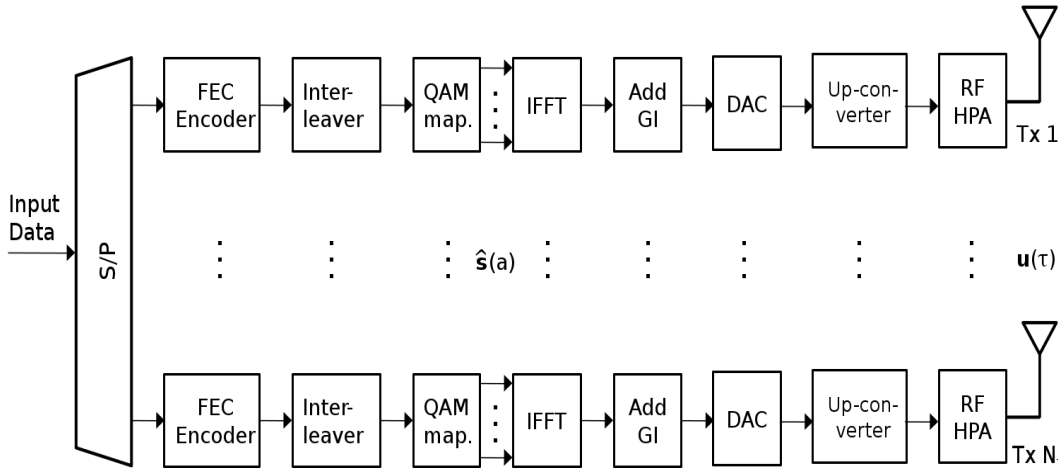 Input
Data
S/P
FEC
Encoder
Inter-
leaver
QAM
map.
IFFT
Add
GI
DAC
Up-con-
verter
RF
HPA
Tx 1
ŝ(a)
u(τ)
FEC
Encoder
Inter-
leaver
QAM
map.
IFFT
Add
GI
DAC
Up-con-
verter
RF
HPA
Tx N